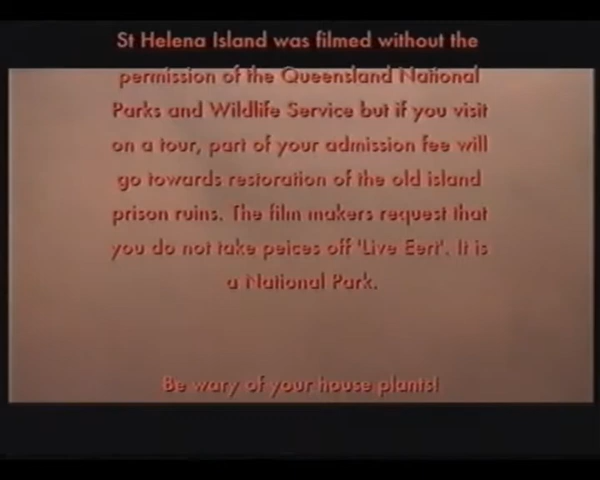 St Helena Island was filmed without the
permission of the Queensland National
Parks and Wildlife Service but if you visit
on a tour, part of your admission fee will
go towards restoration of the old island
prison ruins. The film makers request that
you do not take peices off 'Live Eert'. It is
a National Park.
Be wary of your house plants!